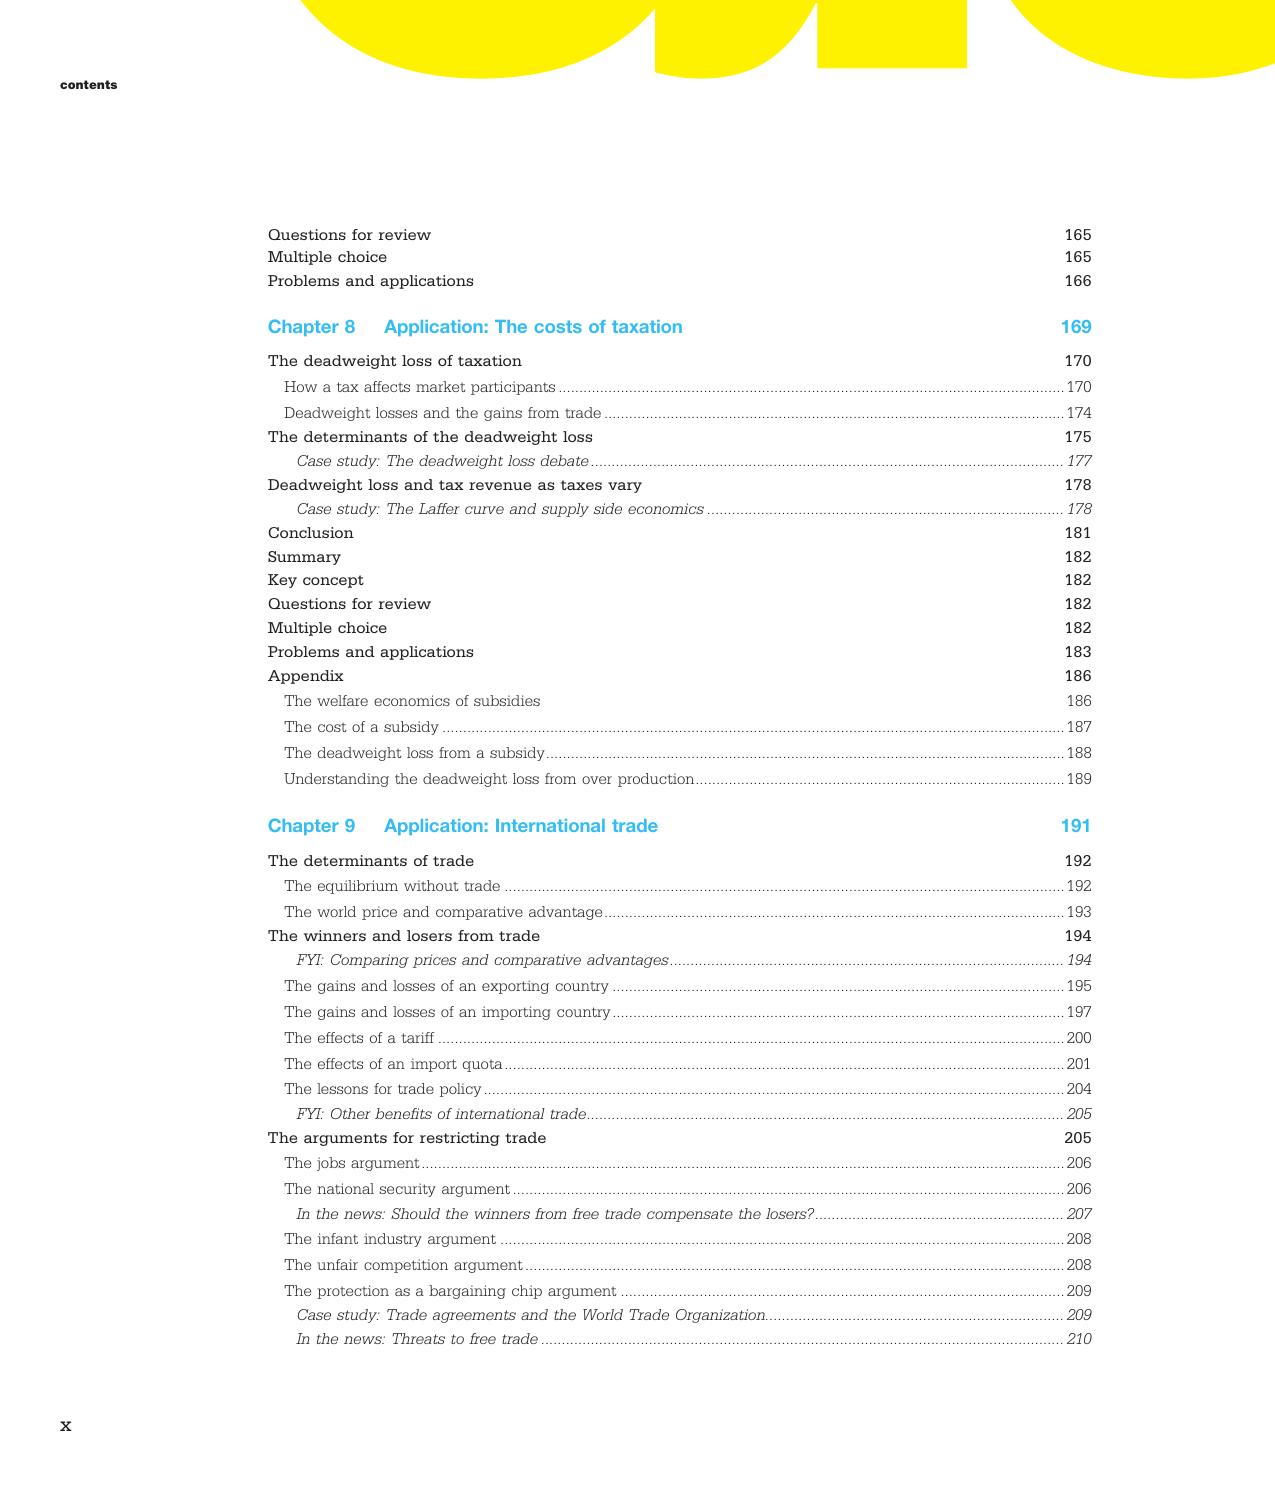 contents
Questions for review 165
Multiple choice 165
Problems and applications 166
Chapter 8 Application: The costs of taxation 169
The deadweight loss of taxation 170
How a tax affects market participants 170
Deadweight losses and the gains from trade 174
The determinants of the deadweight loss 175
Case study: The deadweight loss debate 177
Deadweight loss and tax revenue as taxes vary 178
Case study: The Laffer curve and supply side economics 178
Conclusion 181
Summary 182
Key concept 182
Questions for review 182
Multiple choice 182
Problems and applications 183
Appendix 186
The welfare economics of subsidies 186
The cost of a subsidy 187
The deadweight loss from a subsidy 188
Understanding the deadweight loss from over production 189
Chapter 9 Application: International trade 191
The determinants of trade 192
The equilibrium without trade 192
The world price and comparative advantage 193
The winners and losers from trade 194
FYI: Comparing prices and comparative advantages 194
The gains and losses of an exporting country 195
The gains and losses of an importing country 197
The effects of a tariff 200
The effects of an import quota 201
The lessons for trade policy 204
FYI: Other benefits of international trade 205
The arguments for restricting trade 205
The jobs argument 206
The national security argument 206
In the news: Should the winners from free trade compensate the losers? 207
The infant industry argument 208
The unfair competition argument 208
The protection as a bargaining chip argument 209
Case study: Trade agreements and the World Trade Organization 209
In the news: Threats to free trade 210
x